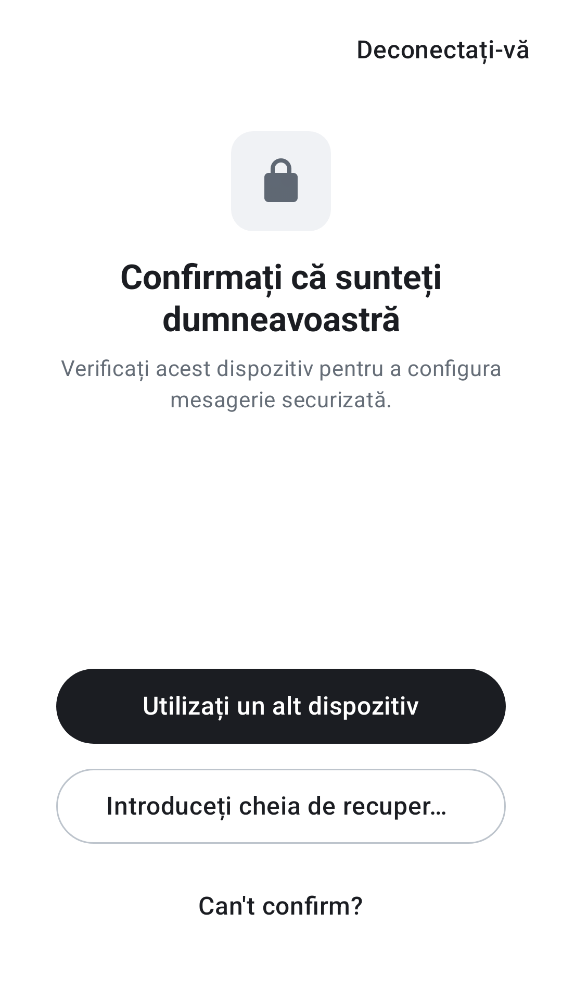 Deconectați-vă
Confirmați că sunteți
dumneavoastră
Verificați acest dispozitiv pentru a configura
mesagerie securizată.
Utilizați un alt dispozitiv
Introduceți cheia de recuper…
Can't confirm?